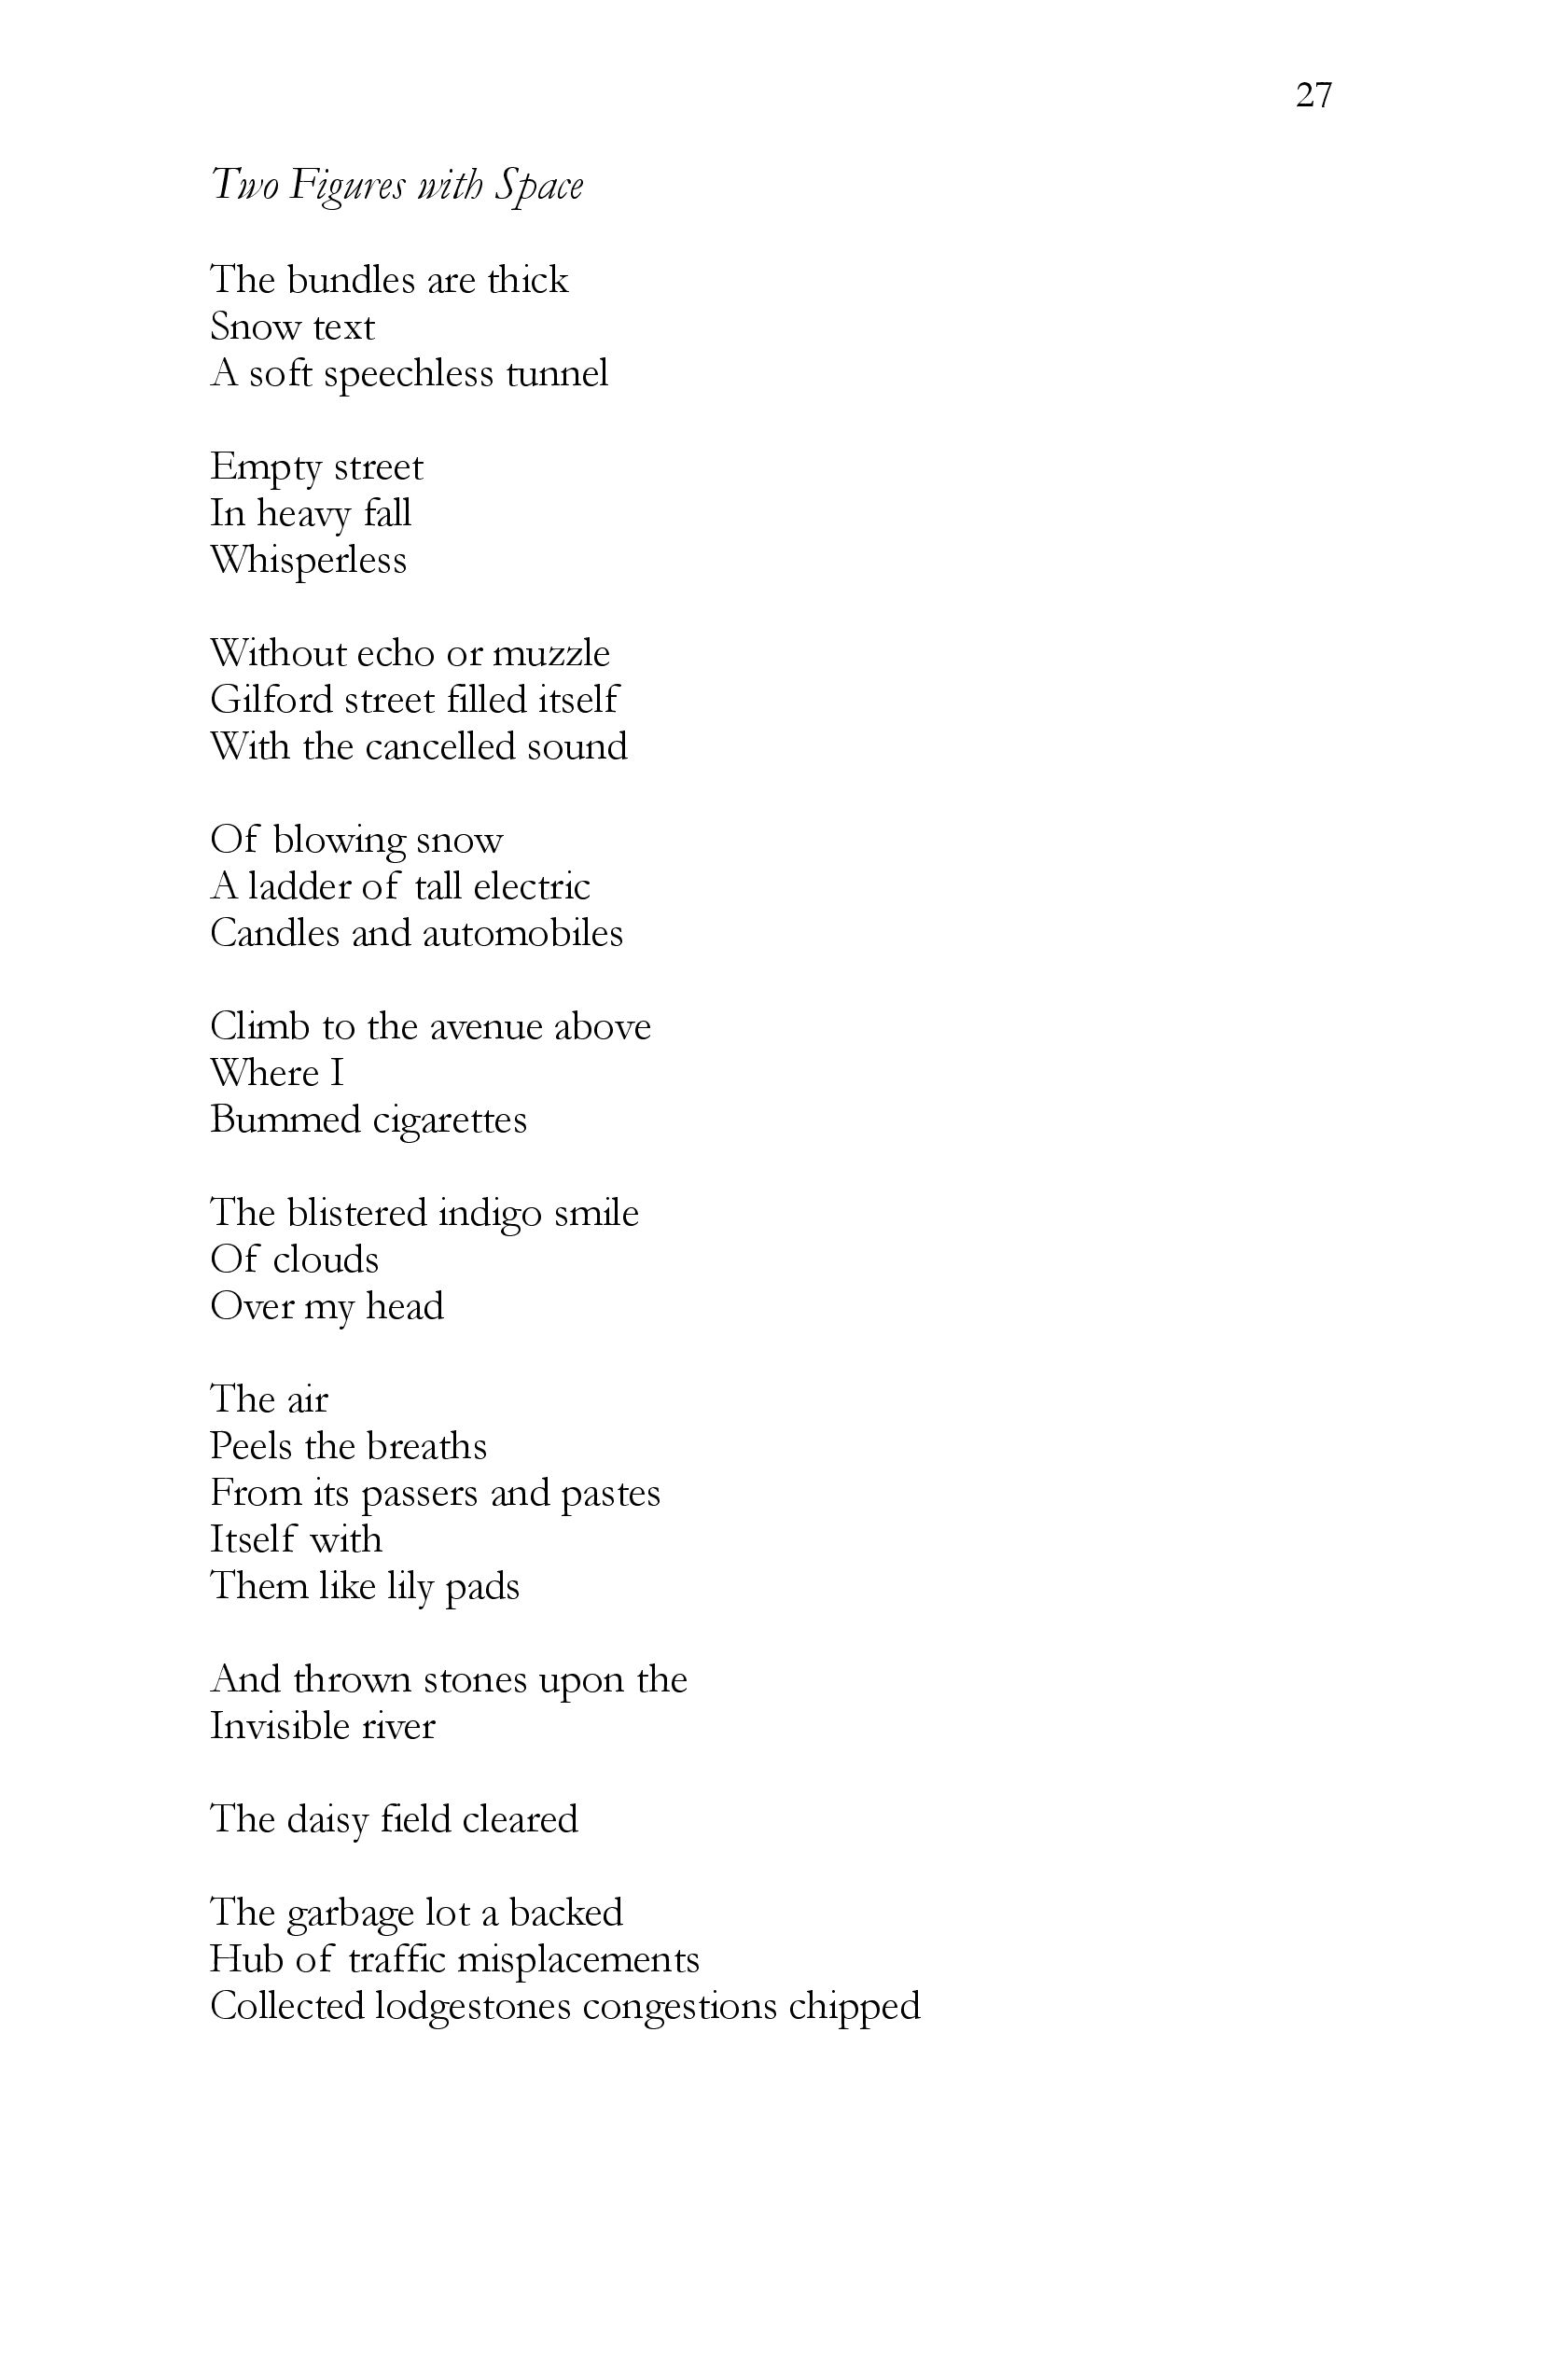 27
Two Figures with Space
The bundles are thick
Snow text
A soft speechless tunnel
Empty street
In heavy fall
Whisperless
Without echo or muzzle
Gilford street filled itself
With the cancelled sound
Of blowing snow
A ladder of tall electric
Candles and automobiles
Climb to the avenue above
Where I
Bummed cigarettes
The blistered indigo smile
Of clouds
Over my head
The air
Peels the breaths
From its passers and pastes
Itself with
Them like lily pads
And thrown stones upon the
Invisible river
The daisy field cleared
The garbage lot a backed
Hub of traffic misplacements
Collected lodgestones congestions chipped